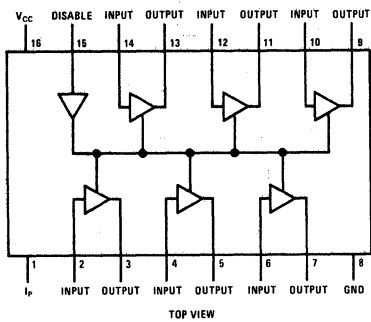 VCC DISABLE INPUT OUTPUT INPUT OUTPUT INPUT OUTPUT
16 15 14 13 12 11 10 9
1 2 3 4 5 6 7 8
IP INPUT OUTPUT INPUT OUTPUT INPUT OUTPUT GND
TOP VIEW